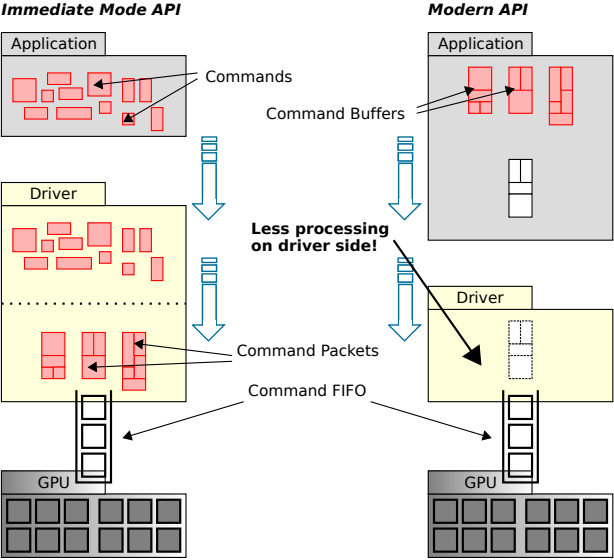 Immediate Mode API
Modern API
Application
Application
Commands
Command Buffers
Driver
Less processing
on driver side!
Driver
Command Packets
Command FIFO
GPU
GPU